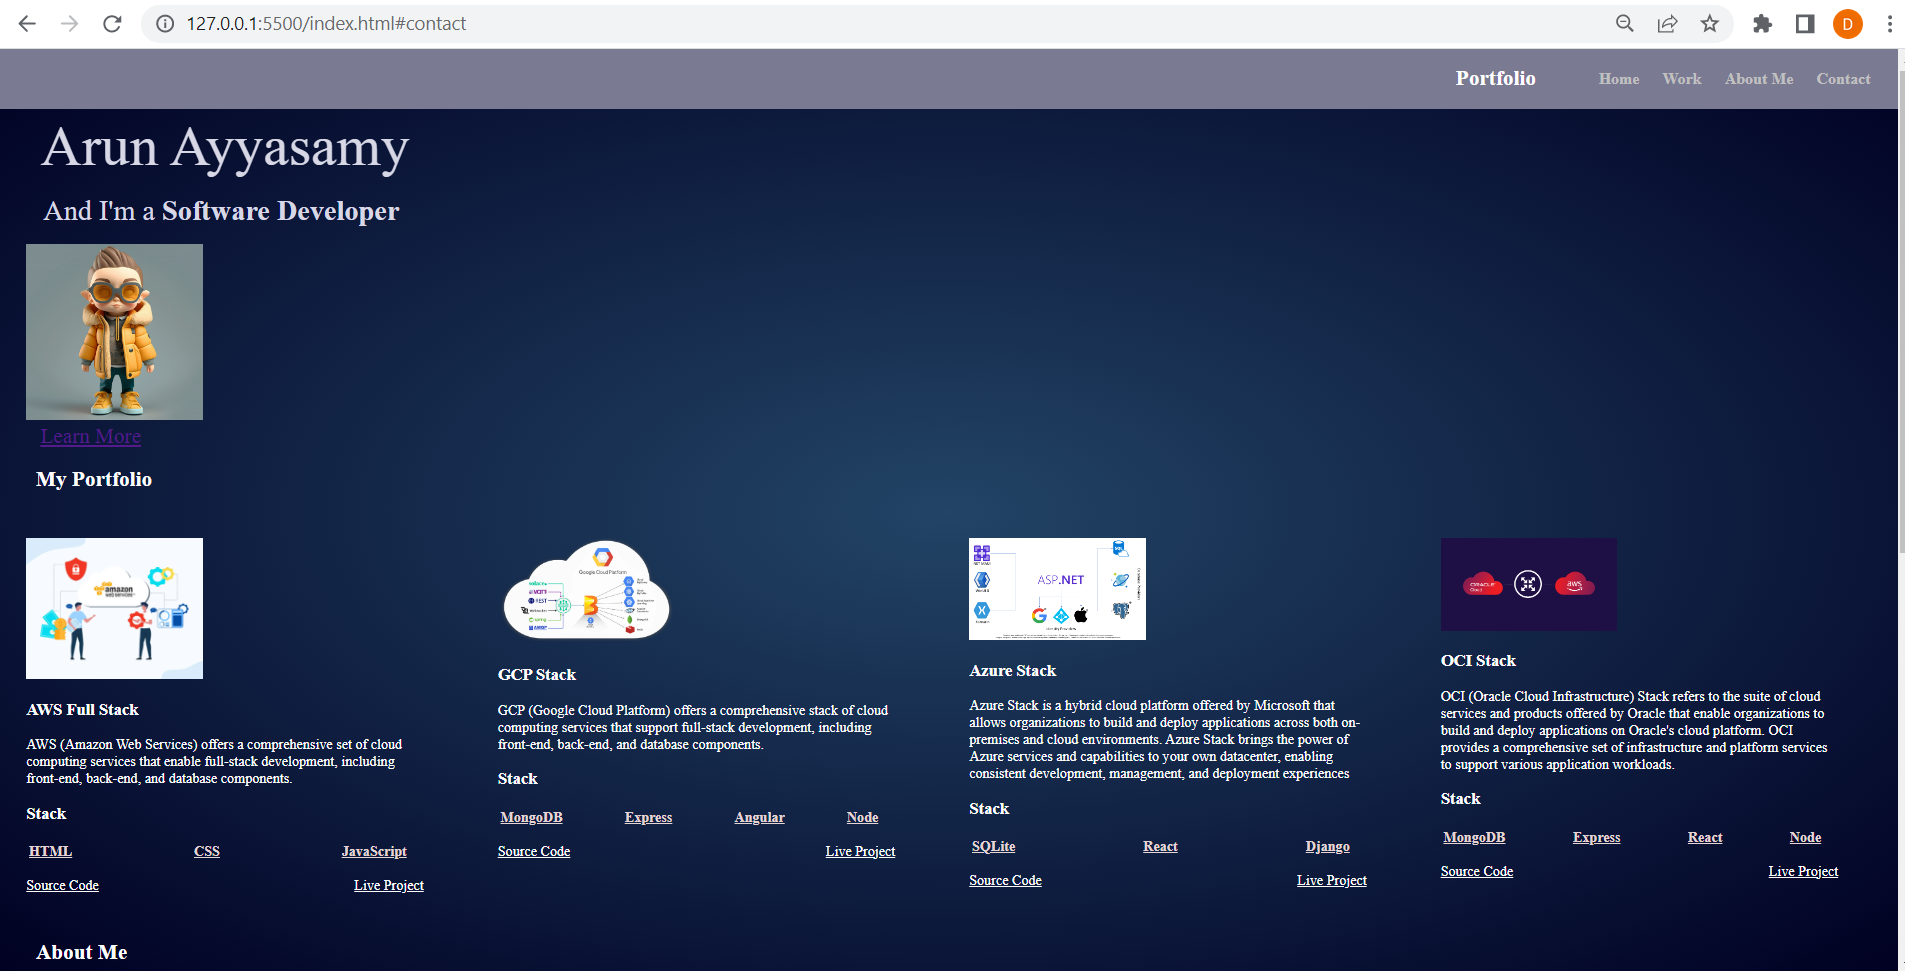 127.0.0.1:5500/index.html#contact
D
Portfolio
Home
Work
About Me
Contact
Arun Ayyasamy
And I'm a Software Developer
Learn More
My Portfolio
amazon
web services
AWS Full Stack
AWS (Amazon Web Services) offers a comprehensive set of cloud
computing services that enable full-stack development, including
front-end, back-end, and database components.
Stack
HTML
CSS
JavaScript
Source Code
Live Project
Google Cloud Platform
REST
spring
GCP Stack
GCP (Google Cloud Platform) offers a comprehensive stack of cloud
computing services that support full-stack development, including
front-end, back-end, and database components.
Stack
MongoDB
Express
Angular
Node
Source Code
Live Project
ASP.NET
Identity Providers
Azure Stack
Azure Stack is a hybrid cloud platform offered by Microsoft that
allows organizations to build and deploy applications across both on-
premises and cloud environments. Azure Stack brings the power of
Azure services and capabilities to your own datacenter, enabling
consistent development, management, and deployment experiences
Stack
SQLite
React
Django
Source Code
Live Project
ORACLE
Cloud
aws
OCI Stack
OCI (Oracle Cloud Infrastructure) Stack refers to the suite of cloud
services and products offered by Oracle that enable organizations to
build and deploy applications on Oracle's cloud platform. OCI
provides a comprehensive set of infrastructure and platform services
to support various application workloads.
Stack
MongoDB
Express
React
Node
Source Code
Live Project
About Me